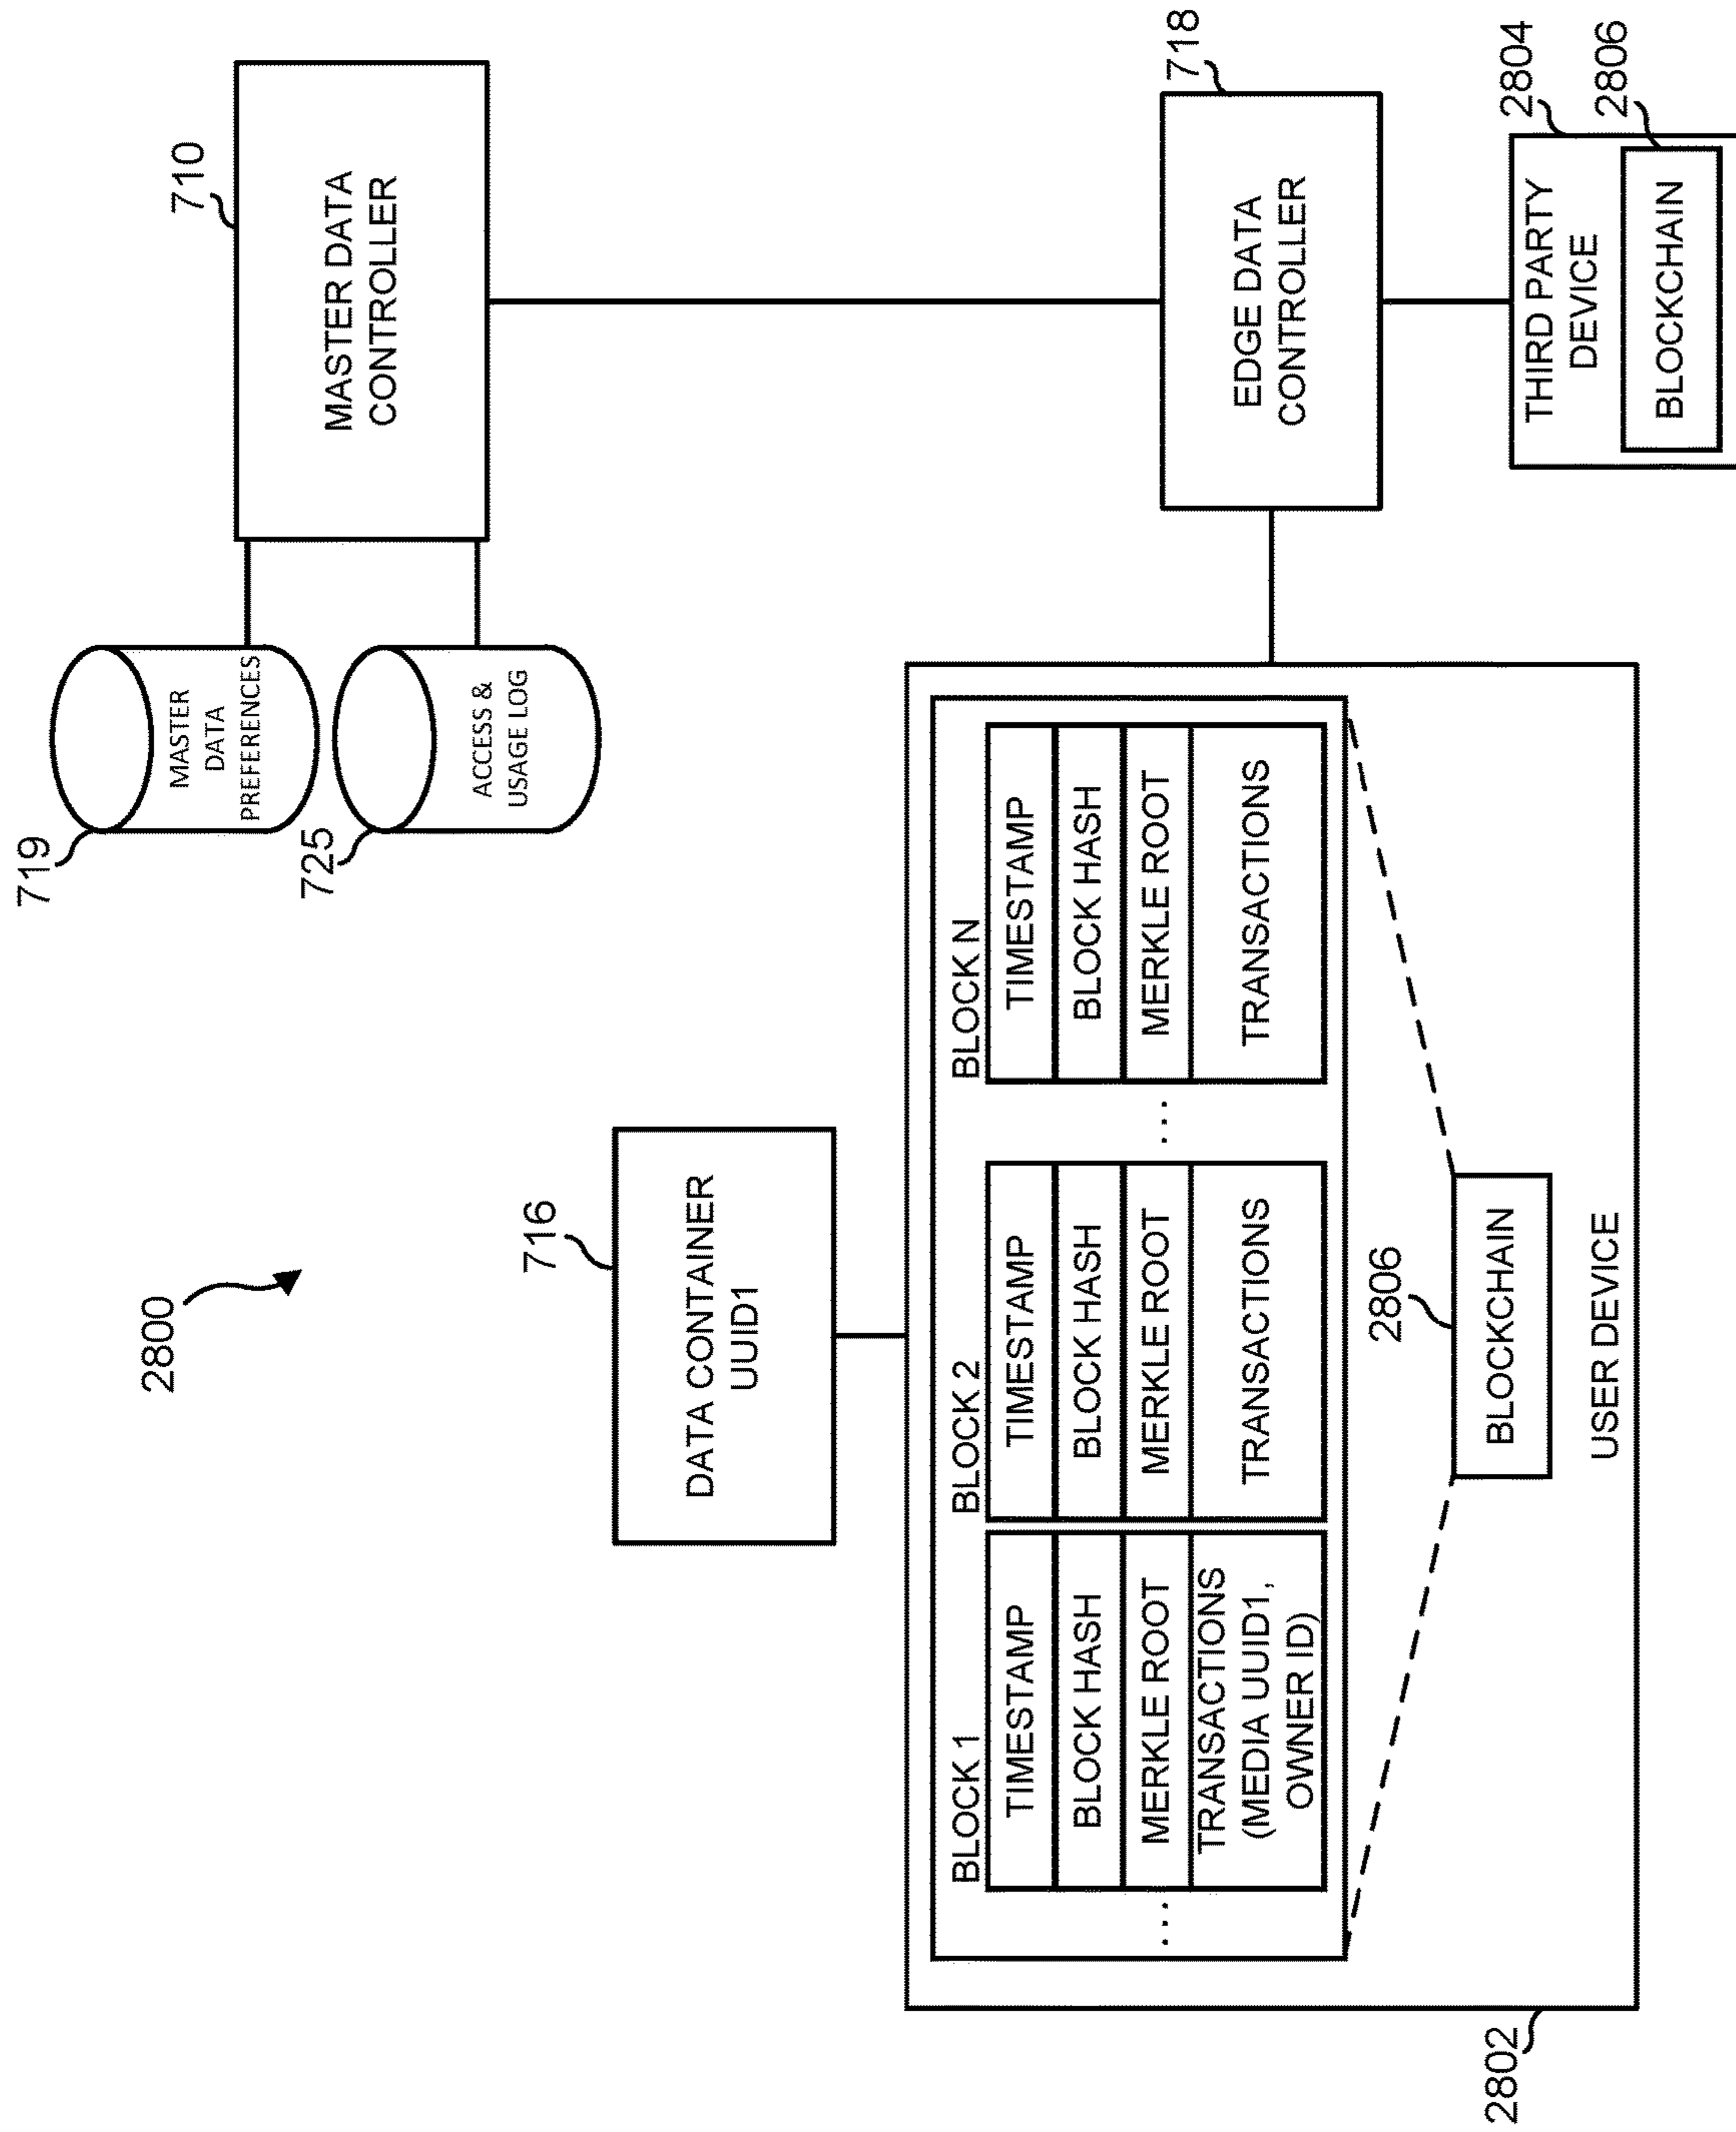 2800
719
MASTER
DATA
PREFERENCES
725
ACCESS &
USAGE LOG
710
MASTER DATA
CONTROLLER
716
DATA CONTAINER
UUID1
718
EDGE DATA
CONTROLLER
2804
THIRD PARTY
DEVICE
2806
BLOCKCHAIN
2802
...
BLOCK 1
TIMESTAMP
BLOCK HASH
MERKLE ROOT
TRANSACTIONS
(MEDIA UUID1,
OWNER ID)
BLOCK 2
TIMESTAMP
BLOCK HASH
MERKLE ROOT
TRANSACTIONS
...
BLOCK N
TIMESTAMP
BLOCK HASH
MERKLE ROOT
TRANSACTIONS
2806
BLOCKCHAIN
USER DEVICE